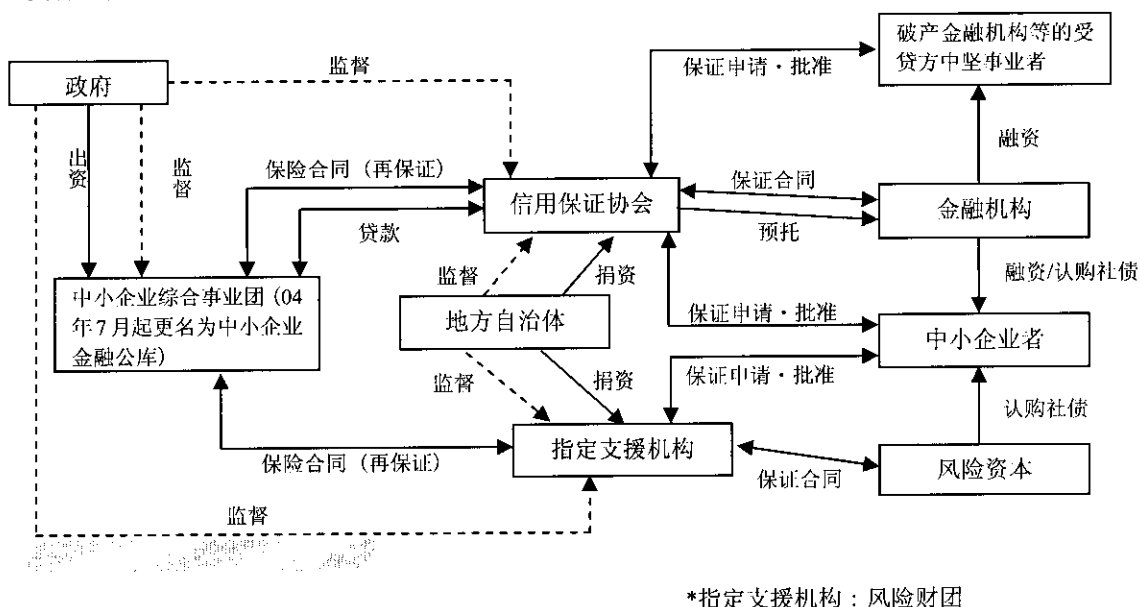 破产金融机构等的受
贷方中坚事业者
监督
保证申请・批准
政府
出资
监督
融资
保险合同（再保证）
保证合同
信用保证协会
金融机构
贷款
预托
监督
捐资
融资/认购社债
中小企业综合事业团（04
年7月起更名为中小企业
金融公库）
地方自治体
保证申请・批准
中小企业者
监督
捐资
保证申请・批准
认购社债
指定支援机构
保险合同（再保证）
保证合同
风险资本
监督
*指定支援机构：风险财团